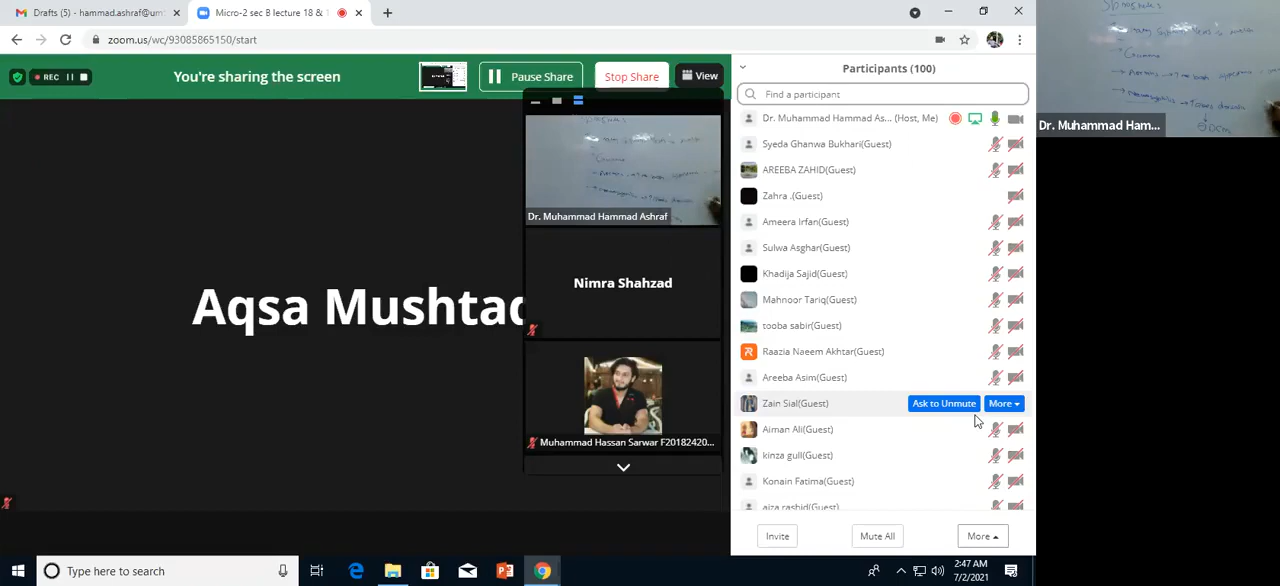 Drafts (5) - hammad.ashraf@um
Micro-2 sec B lecture 18 & 1
zoom.us/wc/93085865150/start
REC
You're sharing the screen
Pause Share
Stop Share
View
Aqsa Mushtaq
Dr. Muhammad Hammad Ashraf
Nimra Shahzad
Muhammad Hassan Sarwar F20182420...
Participants (100)
Find a participant
Dr. Muhammad Hammad As... (Host, Me)
Syeda Ghanwa Bukhari(Guest)
AREEBA ZAHID(Guest)
Zahra .(Guest)
Ameera Irfan(Guest)
Sulwa Asghar(Guest)
Khadija Sajid(Guest)
Mahnoor Tariq(Guest)
tooba sabir(Guest)
Raazia Naeem Akhtar(Guest)
Areeba Asim(Guest)
Zain Sial(Guest)
Ask to Unmute
More
Aiman Ali(Guest)
kinza gull(Guest)
Konain Fatima(Guest)
aiza rashid(Guest)
Invite
Mute All
More
Dr. Muhammad Ham...
Type here to search
2:47 AM
7/2/2021